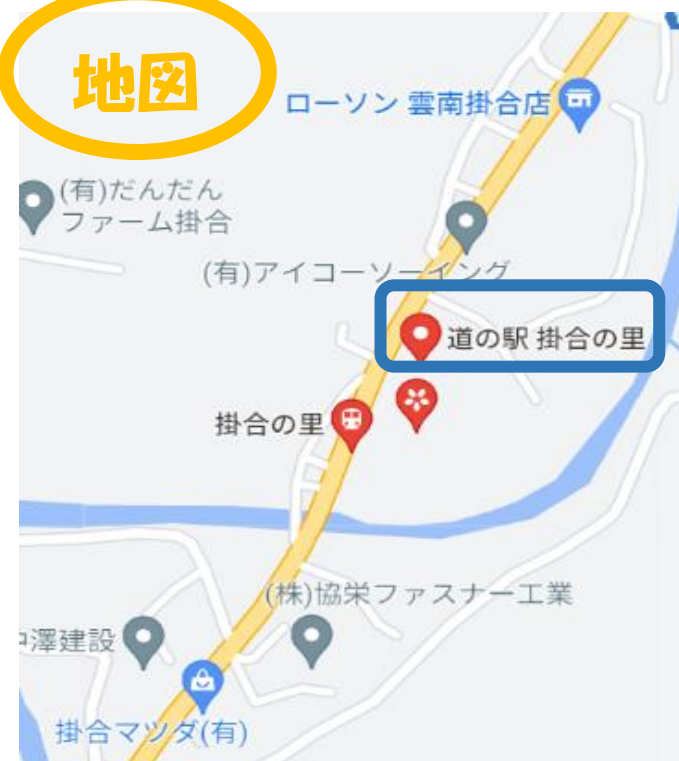 地図
ローソン 雲南掛合店
(有)だんだん
ファーム掛合
(有)アイコーソーイング
道の駅 掛合の里
掛合の里
(株)協栄ファスナー工業
澤建設
掛合マツダ(有)